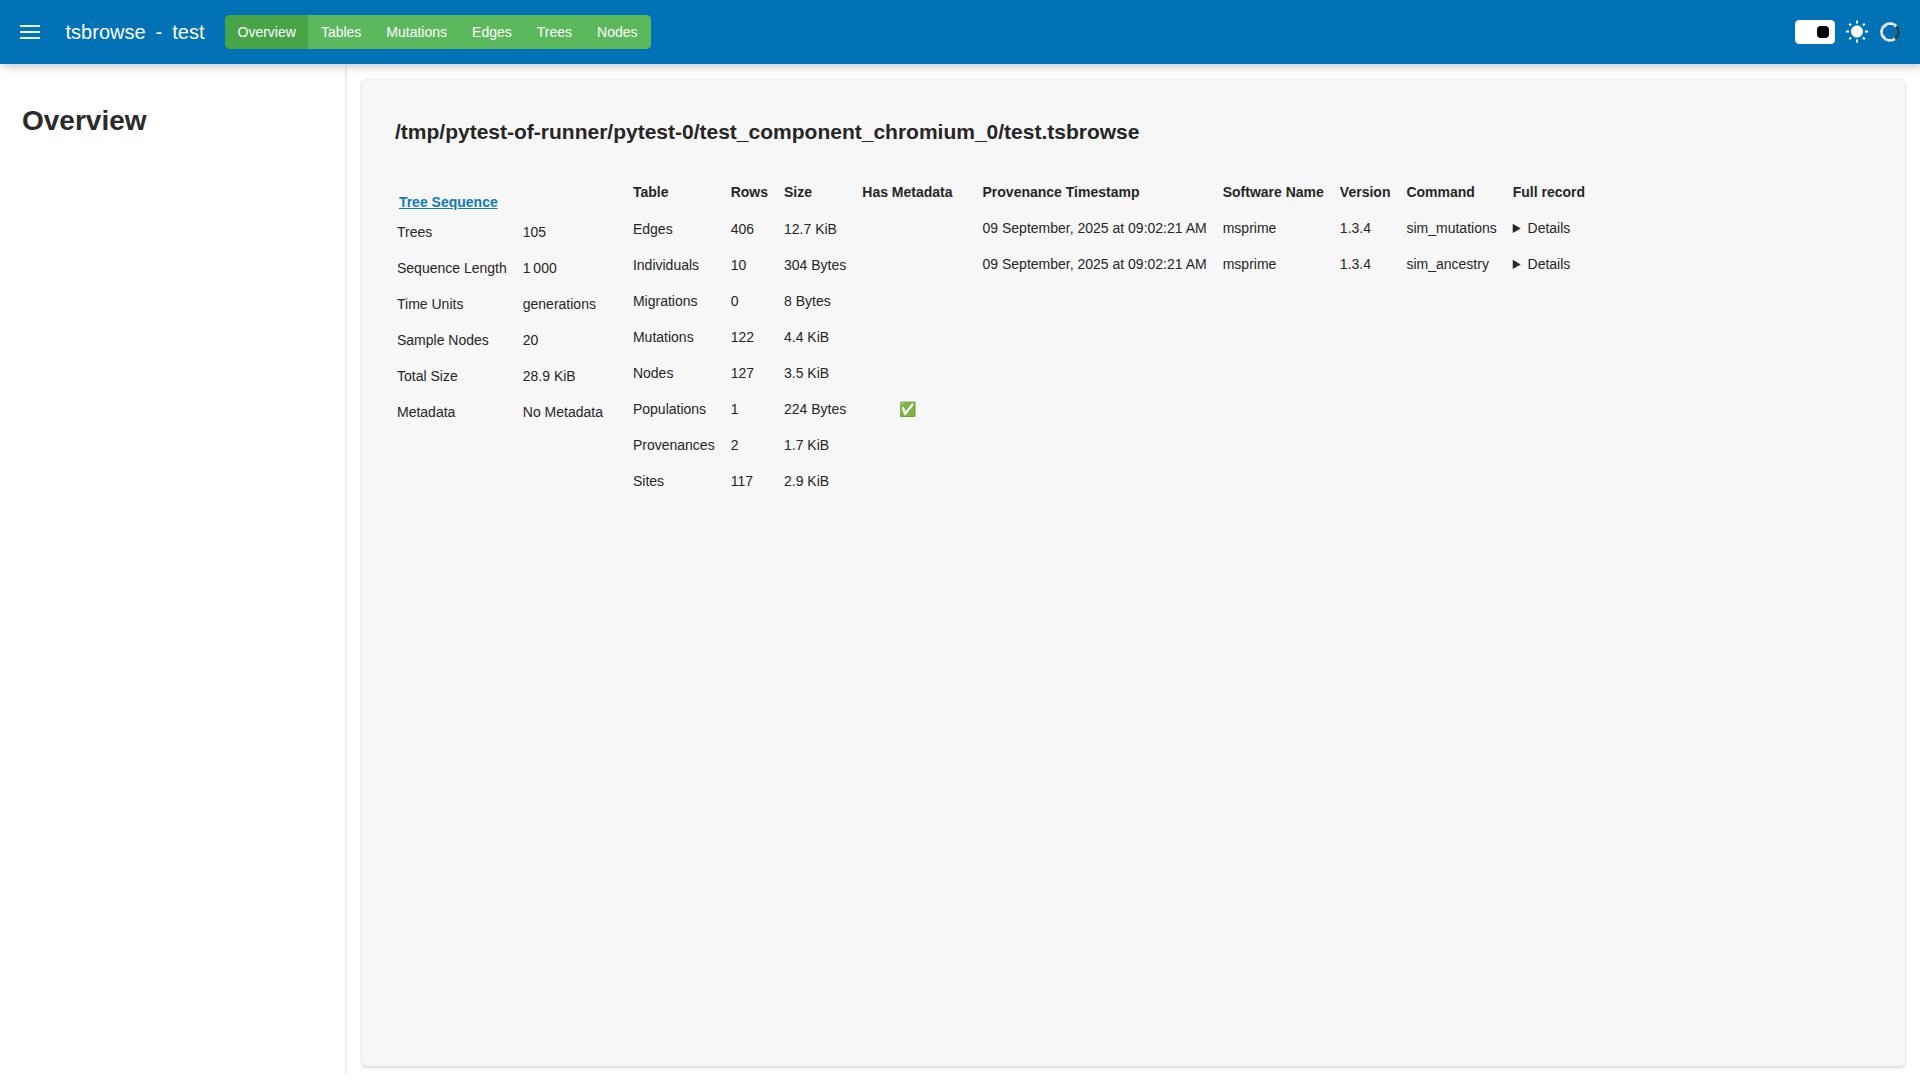 tsbrowse - test
Overview Tables Mutations Edges Trees Nodes
Overview
/tmp/pytest-of-runner/pytest-0/test_component_chromium_0/test.tsbrowse
Tree Sequence
Trees 105
Sequence Length 1 000
Time Units generations
Sample Nodes 20
Total Size 28.9 KiB
Metadata No Metadata
Table Rows Size Has Metadata
Edges 406 12.7 KiB
Individuals 10 304 Bytes
Migrations 0 8 Bytes
Mutations 122 4.4 KiB
Nodes 127 3.5 KiB
Populations 1 224 Bytes ✅
Provenances 2 1.7 KiB
Sites 117 2.9 KiB
Provenance Timestamp Software Name Version Command Full record
09 September, 2025 at 09:02:21 AM msprime 1.3.4 sim_mutations ▶ Details
09 September, 2025 at 09:02:21 AM msprime 1.3.4 sim_ancestry ▶ Details